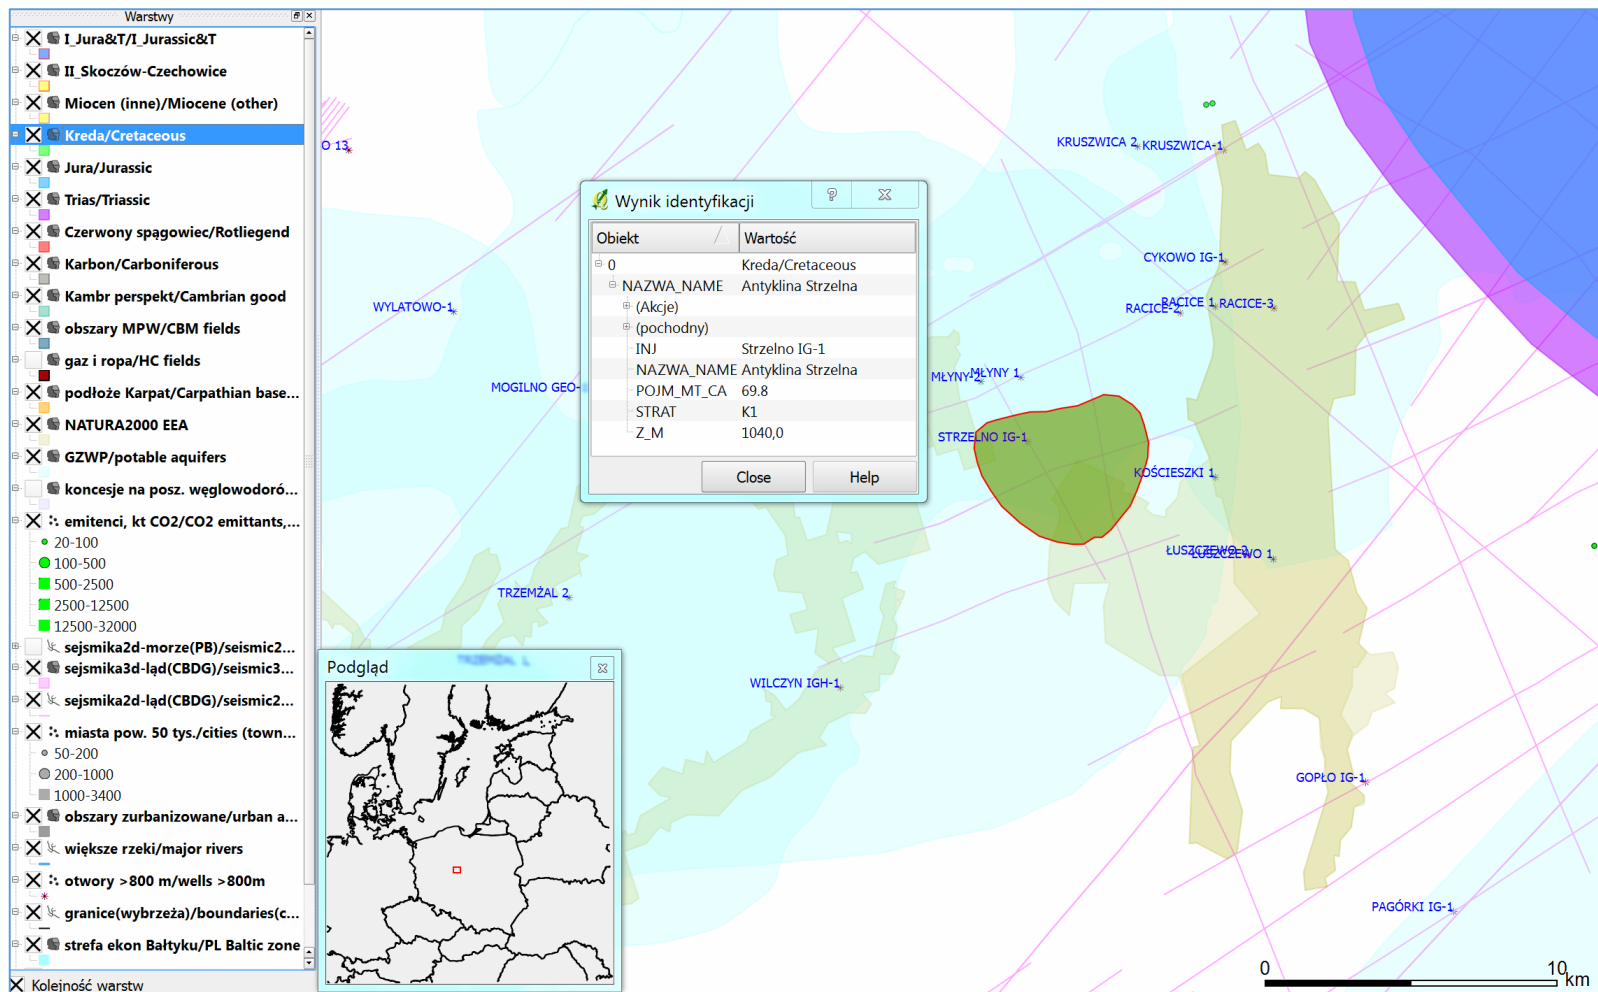 Warstwy
I_Jura&T/I_Jurassic&T
II_Skoczów-Czechowice
Miocen (inne)/Miocene (other)
Kreda/Cretaceous
Jura/Jurassic
Trias/Triassic
Czerwony spągowiec/Rotliegend
Karbon/Carboniferous
Kambr perspekt/Cambrian good
obszary MPW/CBM fields
gaz i ropa/HC fields
podłoże Karpat/Carpathian base...
NATURA2000 EEA
GZWP/potable aquifers
koncesje na posz. węglowodoró...
emitenci, kt CO2/CO2 emittants,...
20-100
100-500
500-2500
2500-12500
12500-32000
sejsmika2d-morze(PB)/seismic2...
sejsmika3d-ląd(CBDG)/seismic3...
sejsmika2d-ląd(CBDG)/seismic2...
miasta pow. 50 tys./cities (town...
50-200
200-1000
1000-3400
obszary zurbanizowane/urban a...
większe rzeki/major rivers
otwory >800 m/wells >800m
granice(wybrzeża)/boundaries(c...
strefa ekon Bałtyku/PL Baltic zone
Kolejność warstw
O 13
KRUSZWICA 2
KRUSZWICA-1
CYKOWO IG-1
RACICE-2
RACICE 1
RACICE-3
WYLATOWO-1
MOGILNO GEO-
MŁYNY-2
MŁYNY 1
STRZELNO IG-1
KOŚCIESZKI 1
ŁUSZCZEWO 2
ŁUSZCZEWO 1
TRZEMŻAL 2
WILCZYN IGH-1
GOPŁO IG-1
PAGÓRKI IG-1
Wynik identyfikacji
?
Obiekt Wartość
0 Kreda/Cretaceous
NAZWA_NAME Antyklina Strzelna
(Akcje)
(pochodny)
INJ Strzelno IG-1
NAZWA_NAME Antyklina Strzelna
POJM_MT_CA 69.8
STRAT K1
Z_M 1040,0
Close Help
Podgląd
0 10 km